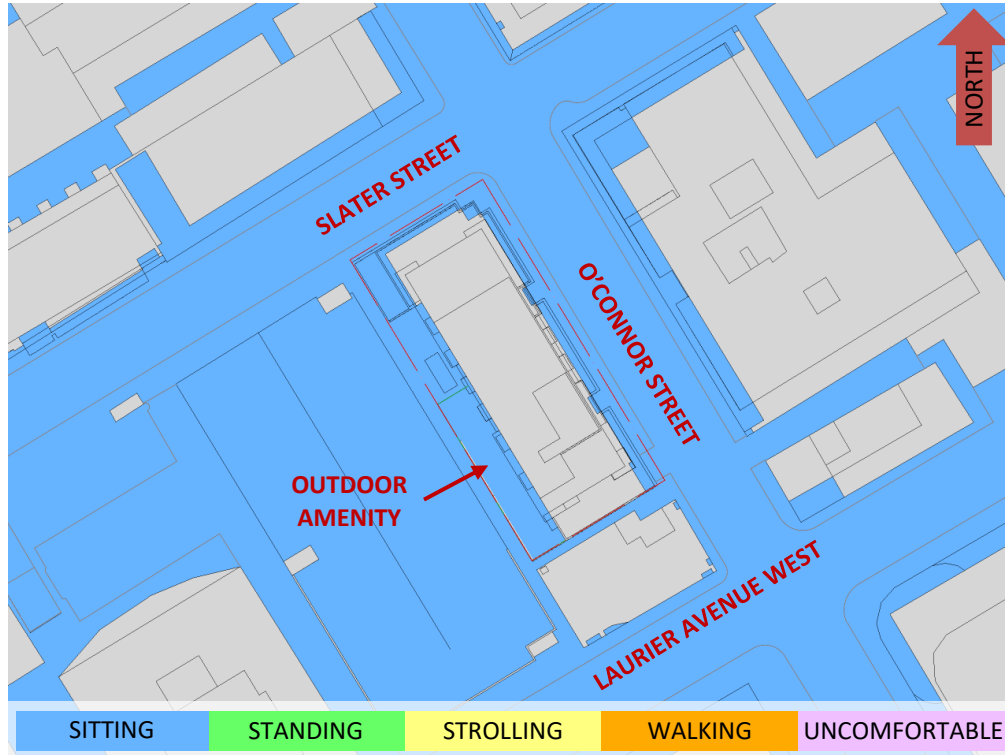 NORTH
SLATER STREET
O'CONNOR STREET
OUTDOOR
AMENITY
LAURIER AVENUE WEST
SITTING
STANDING
STROLLING
WALKING
UNCOMFORTABLE